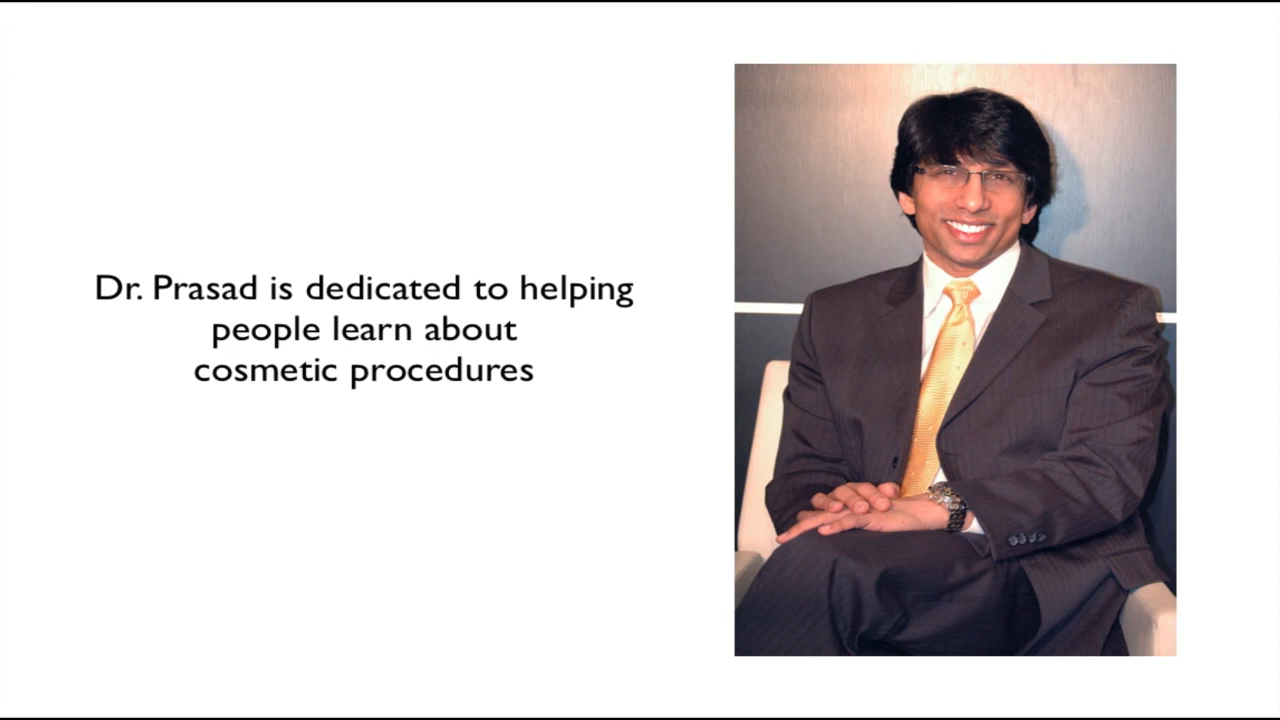 Dr. Prasad is dedicated to helping
people learn about
cosmetic procedures